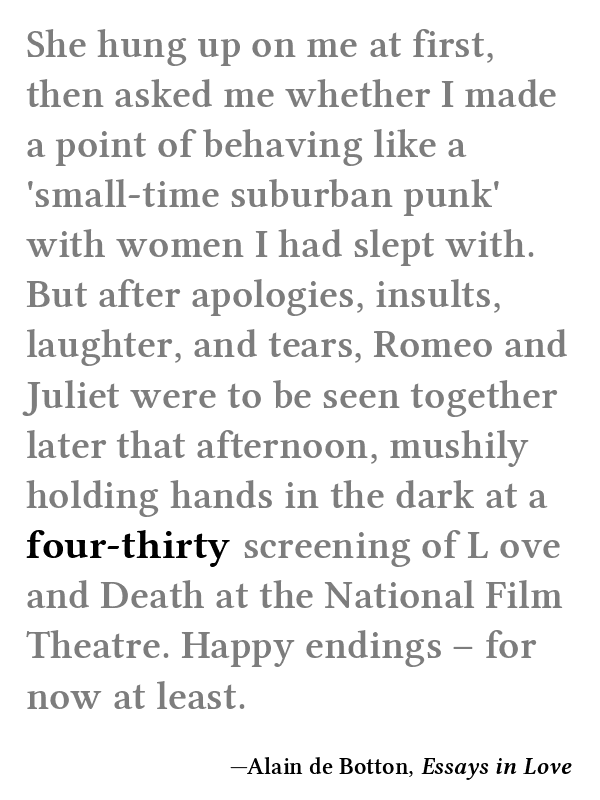 She hung up on me at first,
then asked me whether I made
a point of behaving like a
'small-time suburban punk'
with women I had slept with.
But after apologies, insults,
laughter, and tears, Romeo and
Juliet were to be seen together
later that afternoon, mushily
holding hands in the dark at a
four-thirty screening of L ove
and Death at the National Film
Theatre. Happy endings – for
now at least.
—Alain de Botton, Essays in Love